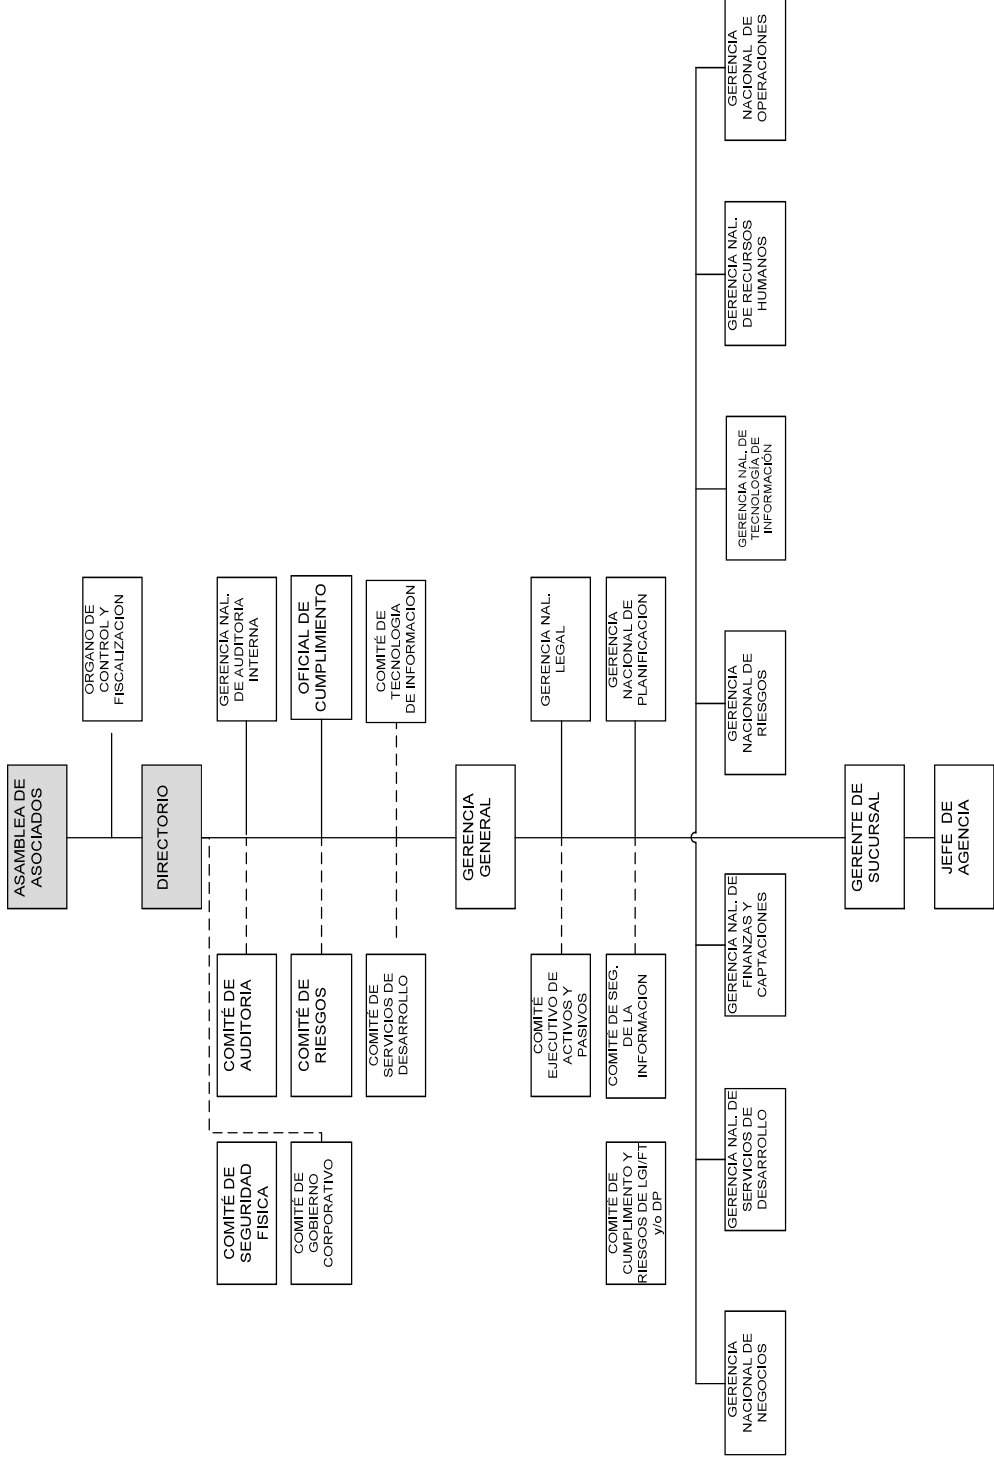 ASAMBLEA DE
ASOCIADOS
ORGANO DE
CONTROL Y
FISCALIZACION
DIRECTORIO
COMITÉ DE
SEGURIDAD
FISICA
COMITÉ DE
AUDITORIA
GERENCIA NAL.
DE AUDITORIA
INTERNA
COMITÉ DE
GOBIERNO
CORPORATIVO
COMITÉ DE
RIESGOS
OFICIAL DE
CUMPLIMIENTO
COMITÉ DE
SERVICIOS DE
DESARROLLO
COMITÉ DE
TECNOLOGIA
DE INFORMACION
GERENCIA
GENERAL
COMITÉ
EJECUTIVO DE
ACTIVOS Y
PASIVOS
GERENCIA NAL.
LEGAL
COMITÉ DE
CUMPLIMENTO Y
RIESGOS DE LGI/FT
y/o DP
COMITÉ DE SEG.
DE LA
INFORMACION
GERENCIA
NACIONAL DE
PLANIFICACION
GERENCIA
NACIONAL DE
NEGOCIOS
GERENCIA NAL. DE
SERVICIOS DE
DESARROLLO
GERENCIA NAL. DE
FINANZAS Y
CAPTACIONES
GERENCIA
NACIONAL DE
RIESGOS
GERENCIA NAL. DE
TECNOLOGÍA DE
INFORMACIÓN
GERENCIA NAL.
DE RECURSOS
HUMANOS
GERENCIA
NACIONAL DE
OPERACIONES
GERENTE DE
SUCURSAL
JEFE DE
AGENCIA